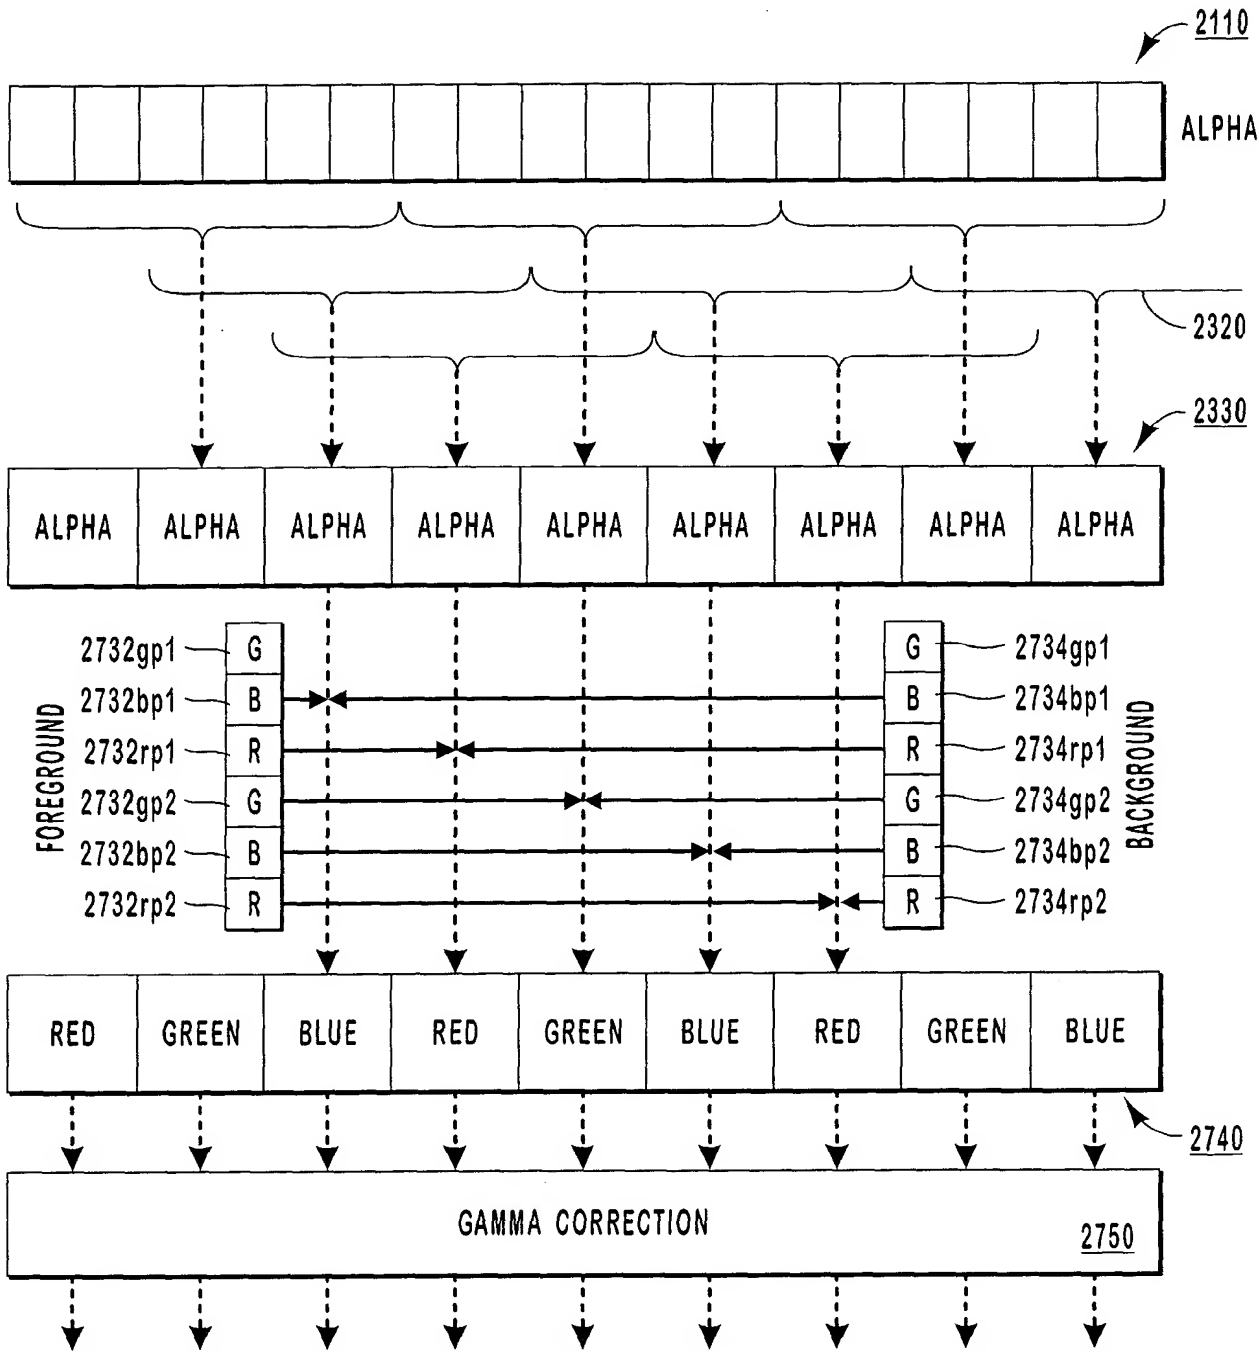 2110
ALPHA
2320
2330
ALPHA ALPHA ALPHA ALPHA ALPHA ALPHA ALPHA ALPHA ALPHA
2732gp1 G G 2734gp1
2732bp1 B B 2734bp1
2732rp1 R R 2734rp1
2732gp2 G G 2734gp2
2732bp2 B B 2734bp2
2732rp2 R R 2734rp2
FOREGROUND
BACKGROUND
RED GREEN BLUE RED GREEN BLUE RED GREEN BLUE
2740
GAMMA CORRECTION
2750